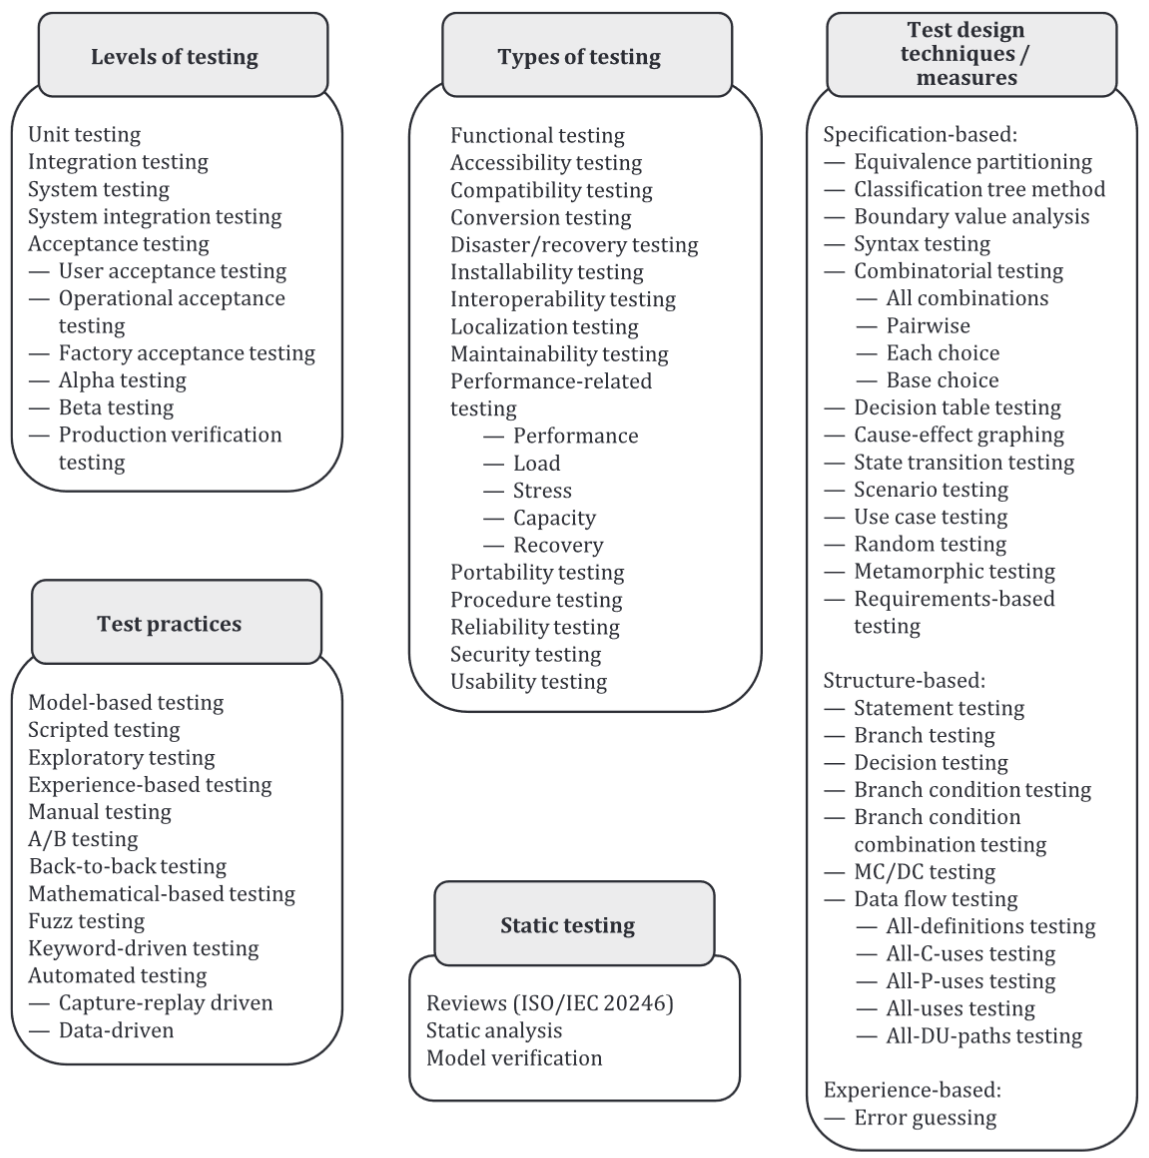 Levels of testing
Unit testing
Integration testing
System testing
System integration testing
Acceptance testing
— User acceptance testing
— Operational acceptance
testing
— Factory acceptance testing
— Alpha testing
— Beta testing
— Production verification
testing
Test practices
Model-based testing
Scripted testing
Exploratory testing
Experience-based testing
Manual testing
A/B testing
Back-to-back testing
Mathematical-based testing
Fuzz testing
Keyword-driven testing
Automated testing
— Capture-replay driven
— Data-driven
Types of testing
Functional testing
Accessibility testing
Compatibility testing
Conversion testing
Disaster/recovery testing
Installability testing
Interoperability testing
Localization testing
Maintainability testing
Performance-related
testing
— Performance
— Load
— Stress
— Capacity
— Recovery
Portability testing
Procedure testing
Reliability testing
Security testing
Usability testing
Static testing
Reviews (ISO/IEC 20246)
Static analysis
Model verification
Test design
techniques /
measures
Specification-based:
— Equivalence partitioning
— Classification tree method
— Boundary value analysis
— Syntax testing
— Combinatorial testing
— All combinations
— Pairwise
— Each choice
— Base choice
— Decision table testing
— Cause-effect graphing
— State transition testing
— Scenario testing
— Use case testing
— Random testing
— Metamorphic testing
— Requirements-based
testing
Structure-based:
— Statement testing
— Branch testing
— Decision testing
— Branch condition testing
— Branch condition
combination testing
— MC/DC testing
— Data flow testing
— All-definitions testing
— All-C-uses testing
— All-P-uses testing
— All-uses testing
— All-DU-paths testing
Experience-based:
— Error guessing